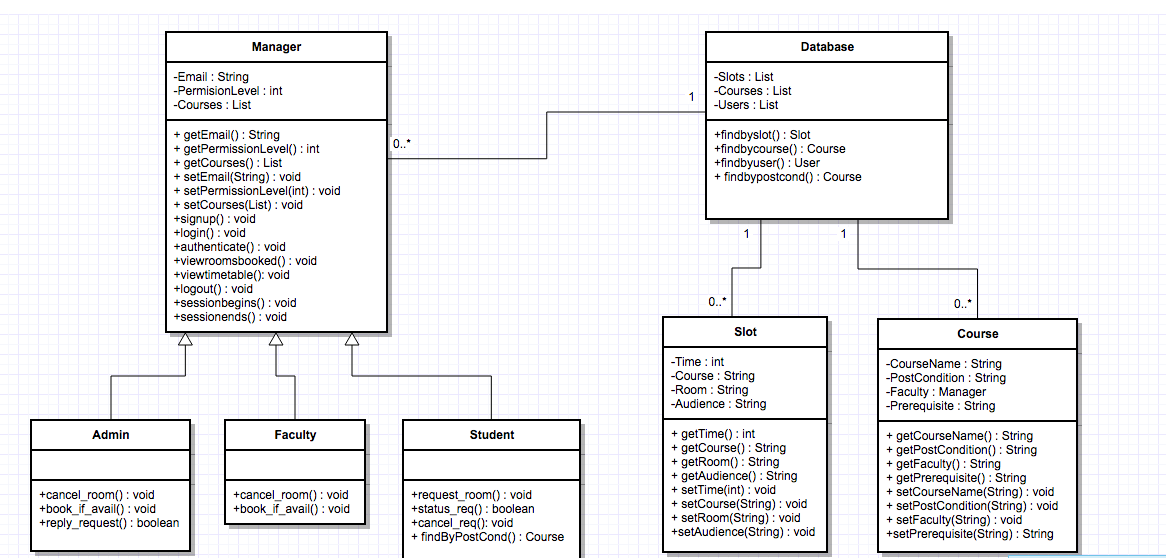 Manager
-Email : String
-PermisionLevel : int
-Courses : List
+ getEmail() : String
+ getPermissionLevel() : int
+ getCourses() : List
+ setEmail(String) : void
+ setPermissionLevel(int) : void
+ setCourses(List) : void
+signup() : void
+login() : void
+authenticate() : void
+viewroomsbooked() : void
+viewtimetable(): void
+logout() : void
+sessionbegins() : void
+sessionends() : void
0..*
1
Database
-Slots : List
-Courses : List
-Users : List
+findbyslot() : Slot
+findbycourse() : Course
+findbyuser() : User
+ findbypostcond() : Course
1
1
0..*
0..*
Admin
+cancel_room() : void
+book_if_avail() : void
+reply_request() : boolean
Faculty
+cancel_room() : void
+book_if_avail() : void
Student
+request_room() : void
+status_req() : boolean
+cancel_req(): void
+ findByPostCond() : Course
Slot
-Time : int
-Course : String
-Room : String
-Audience : String
+ getTime() : int
+ getCourse() : String
+ getRoom() : String
+ getAudience() : String
+ setTime(int) : void
+ setCourse(String) : void
+ setRoom(String) : void
+setAudience(String) : void
Course
-CourseName : String
-PostCondition : String
-Faculty : Manager
-Prerequisite : String
+ getCourseName() : String
+ getPostCondition() : String
+ getFaculty() : String
+ getPrerequisite() : String
+ setCourseName(String) : void
+ setPostCondition(String) : void
+ setFaculty(String) : void
+setPrerequisite(String) : String